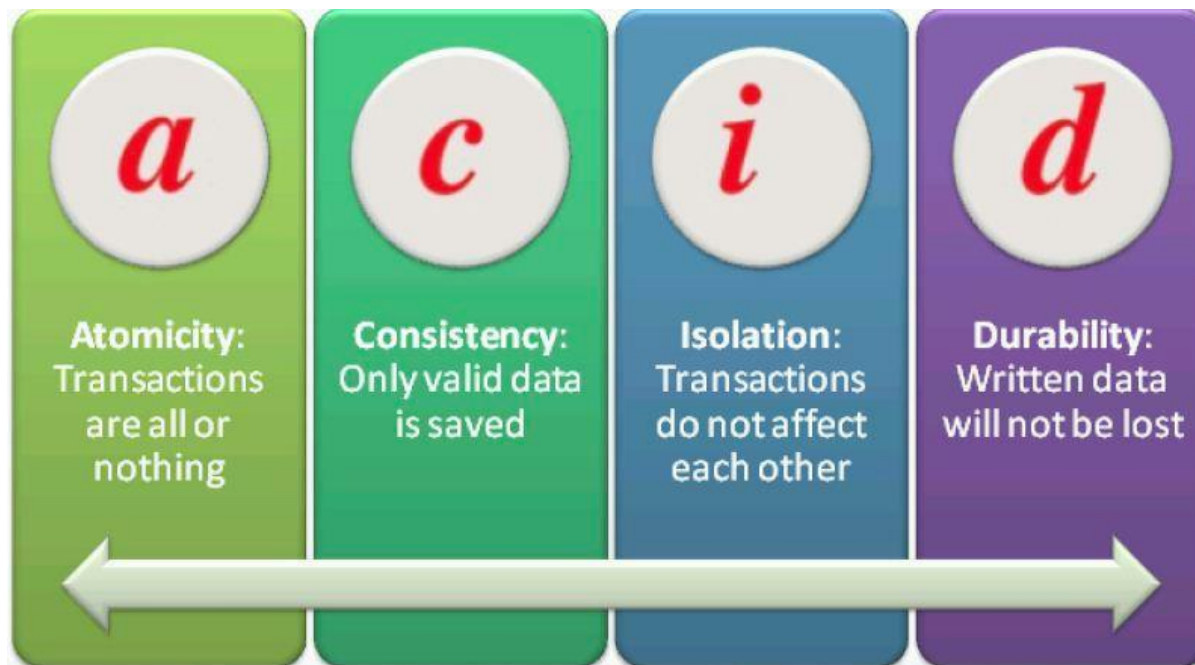 a
Atomicity:
Transactions
are all or
nothing
c
Consistency:
Only valid data
is saved
i
Isolation:
Transactions
do not affect
each other
d
Durability:
Written data
will not be lost